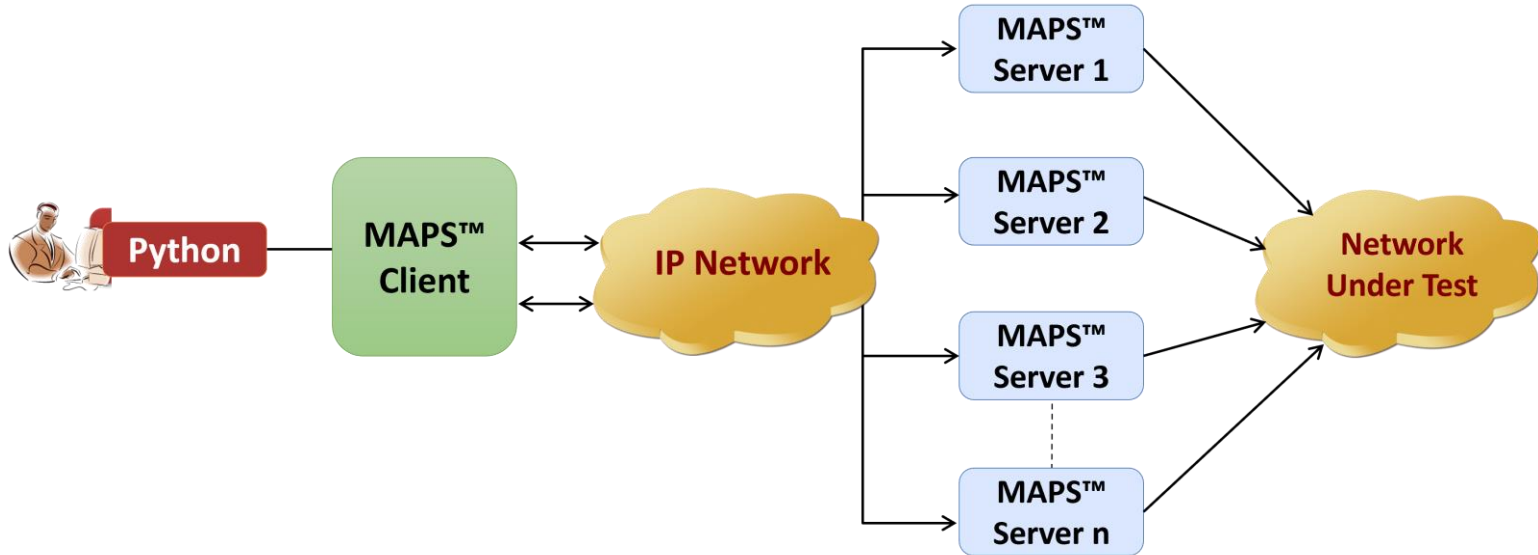 Python
MAPS™
Client
IP Network
MAPS™
Server 1
MAPS™
Server 2
MAPS™
Server 3
MAPS™
Server n
Network
Under Test